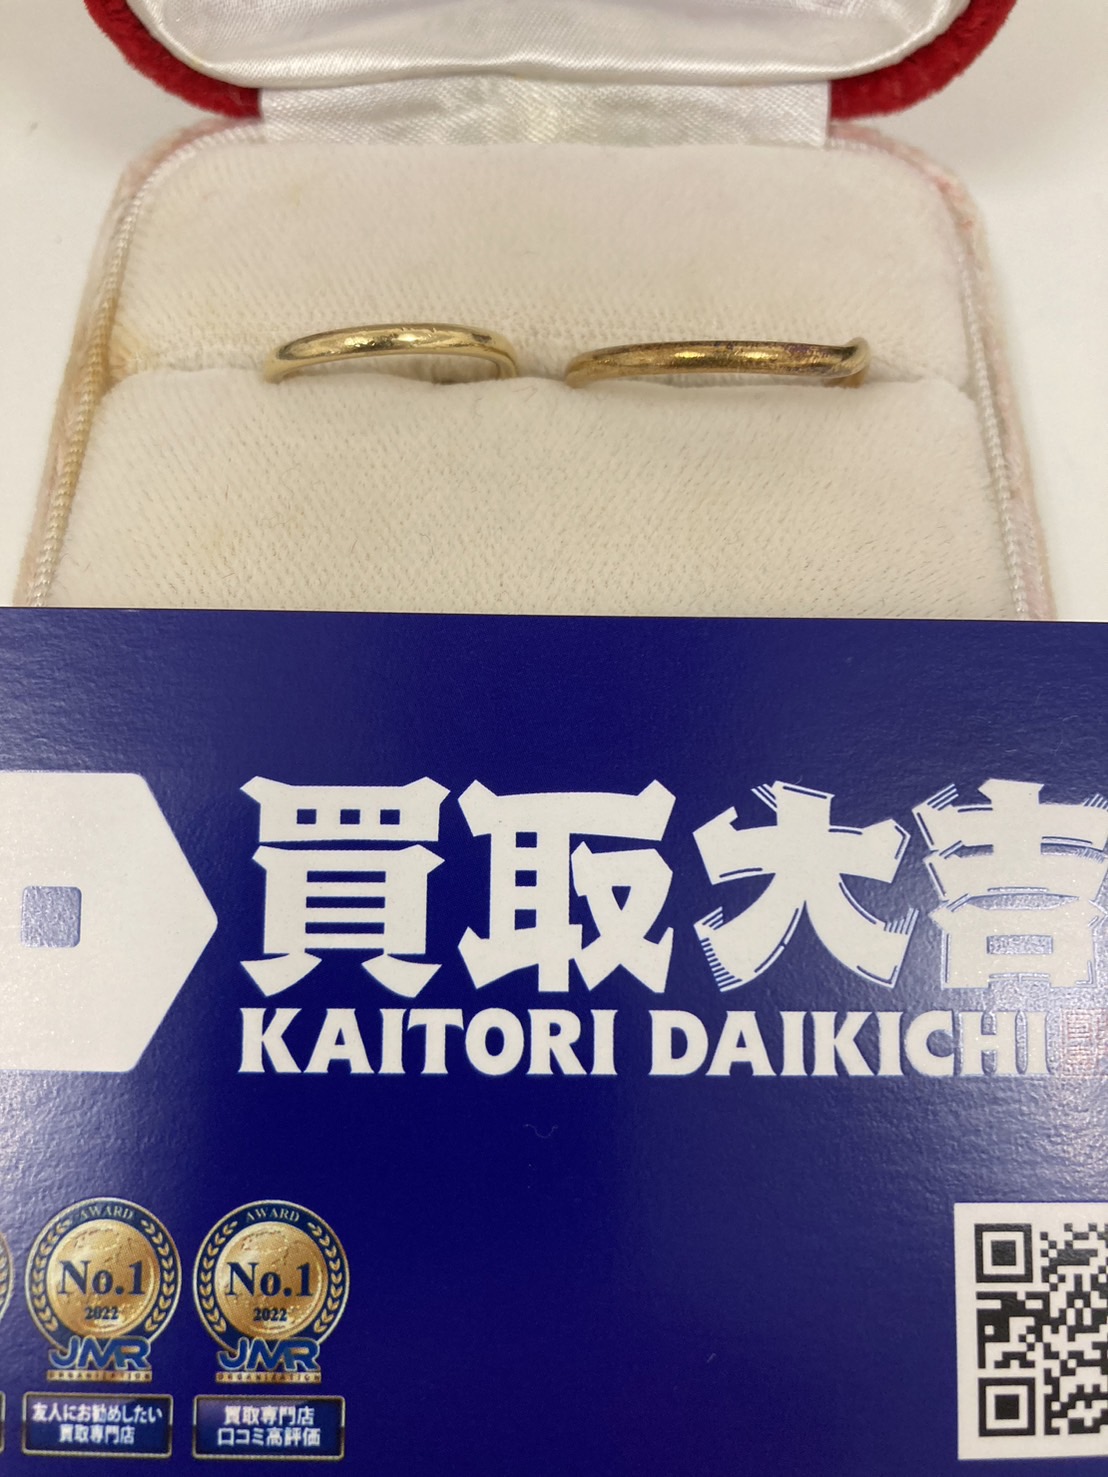 買取大吉
KAITORI DAIKICHI
AWARD
No.1
2022
JMR
ORGANIZATION
友人にお勧めしたい
買取専門店
AWARD
No.1
2022
JMR
ORGANIZATION
買取専門店
口コミ高評価